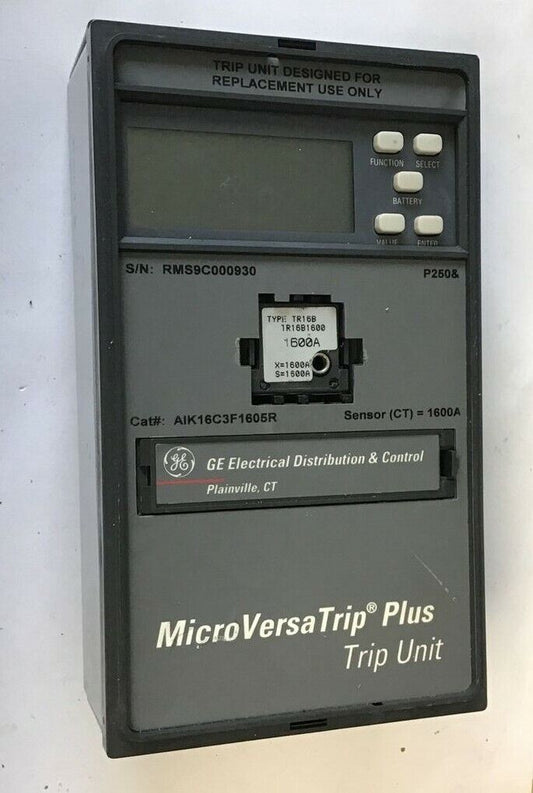 TRIP UNIT DESIGNED FOR
REPLACEMENT USE ONLY
FUNCTION SELECT
BATTERY
VALUE ENTER
S/N: RMS9C000930 P250&
TYPE TR16B
TR16B1600
1600A
X=1600A
S=1600A
Cat#: AIK16C3F1605R Sensor (CT) = 1600A
GE GE Electrical Distribution & Control
Plainville, CT
MicroVersaTrip® Plus
Trip Unit